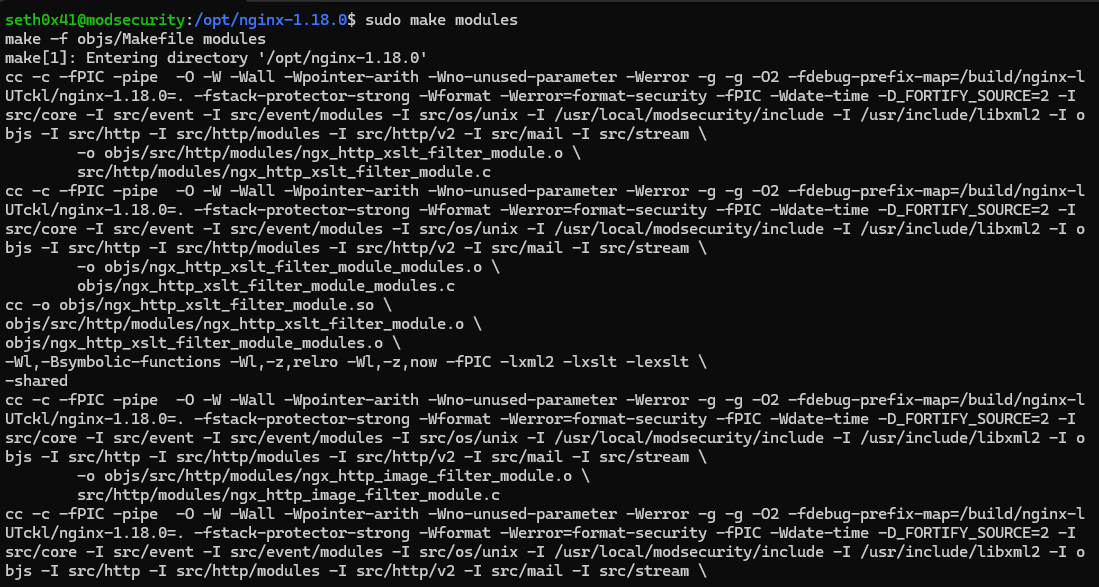 seth0x41@modsecurity:/opt/nginx-1.18.0$ sudo make modules
make -f objs/Makefile modules
make[1]: Entering directory '/opt/nginx-1.18.0'
cc -c -fPIC -pipe  -O -W -Wall -Wpointer-arith -Wno-unused-parameter -Werror -g -g -O2 -fdebug-prefix-map=/build/nginx-l
UTckl/nginx-1.18.0=. -fstack-protector-strong -Wformat -Werror=format-security -fPIC -Wdate-time -D_FORTIFY_SOURCE=2 -I
src/core -I src/event -I src/event/modules -I src/os/unix -I /usr/local/modsecurity/include -I /usr/include/libxml2 -I o
bjs -I src/http -I src/http/modules -I src/http/v2 -I src/mail -I src/stream \
        -o objs/src/http/modules/ngx_http_xslt_filter_module.o \
        src/http/modules/ngx_http_xslt_filter_module.c
cc -c -fPIC -pipe  -O -W -Wall -Wpointer-arith -Wno-unused-parameter -Werror -g -g -O2 -fdebug-prefix-map=/build/nginx-l
UTckl/nginx-1.18.0=. -fstack-protector-strong -Wformat -Werror=format-security -fPIC -Wdate-time -D_FORTIFY_SOURCE=2 -I
src/core -I src/event -I src/event/modules -I src/os/unix -I /usr/local/modsecurity/include -I /usr/include/libxml2 -I o
bjs -I src/http -I src/http/modules -I src/http/v2 -I src/mail -I src/stream \
        -o objs/ngx_http_xslt_filter_module_modules.o \
        objs/ngx_http_xslt_filter_module_modules.c
cc -o objs/ngx_http_xslt_filter_module.so \
objs/src/http/modules/ngx_http_xslt_filter_module.o \
objs/ngx_http_xslt_filter_module_modules.o \
-Wl,-Bsymbolic-functions -Wl,-z,relro -Wl,-z,now -fPIC -lxml2 -lxslt -lexslt \
-shared
cc -c -fPIC -pipe  -O -W -Wall -Wpointer-arith -Wno-unused-parameter -Werror -g -g -O2 -fdebug-prefix-map=/build/nginx-l
UTckl/nginx-1.18.0=. -fstack-protector-strong -Wformat -Werror=format-security -fPIC -Wdate-time -D_FORTIFY_SOURCE=2 -I
src/core -I src/event -I src/event/modules -I src/os/unix -I /usr/local/modsecurity/include -I /usr/include/libxml2 -I o
bjs -I src/http -I src/http/modules -I src/http/v2 -I src/mail -I src/stream \
        -o objs/src/http/modules/ngx_http_image_filter_module.o \
        src/http/modules/ngx_http_image_filter_module.c
cc -c -fPIC -pipe  -O -W -Wall -Wpointer-arith -Wno-unused-parameter -Werror -g -g -O2 -fdebug-prefix-map=/build/nginx-l
UTckl/nginx-1.18.0=. -fstack-protector-strong -Wformat -Werror=format-security -fPIC -Wdate-time -D_FORTIFY_SOURCE=2 -I
src/core -I src/event -I src/event/modules -I src/os/unix -I /usr/local/modsecurity/include -I /usr/include/libxml2 -I o
bjs -I src/http -I src/http/modules -I src/http/v2 -I src/mail -I src/stream \